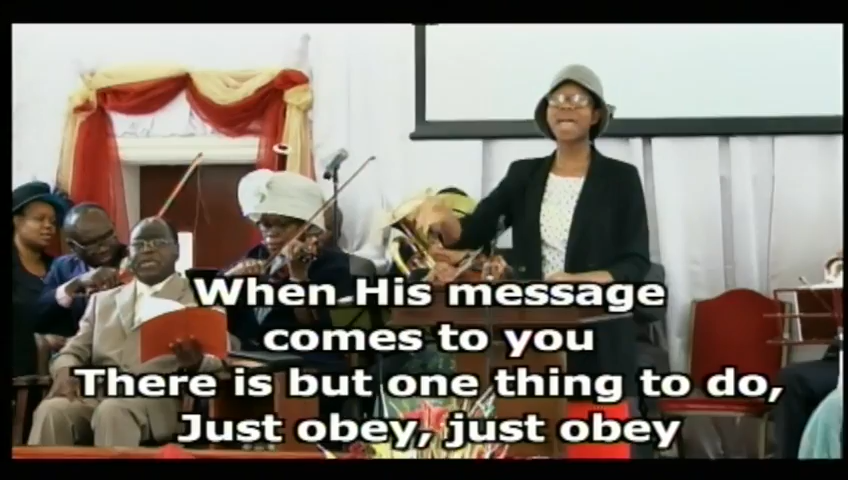 When His message
comes to you
There is but one thing to do,
Just obey, just obey